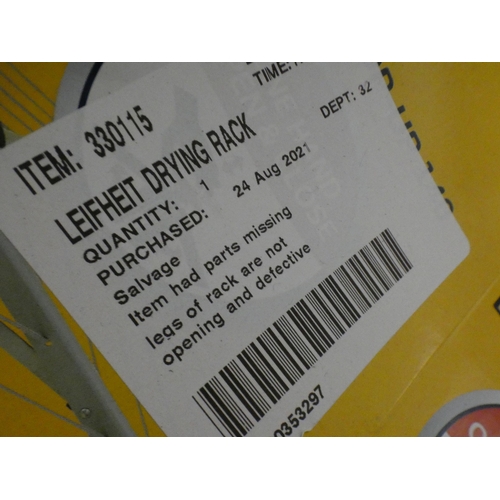 TIME:
ITEM: 330115
DEPT: 32
LEIFHEIT DRYING RACK
QUANTITY: 1
PURCHASED: 24 Aug 2021
Salvage
Item had parts missing
legs of rack are not
opening and defective
0353297